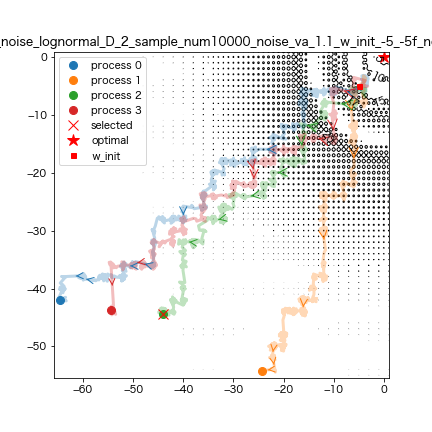 _noise_lognormal_D_2_sample_num10000_noise_va_1.1_w_init_-5_-5f_n
process 0
process 1
process 2
process 3
selected
optimal
w_init
0
−10
−20
−30
−40
−50
−60 −50 −40 −30 −20 −10 0